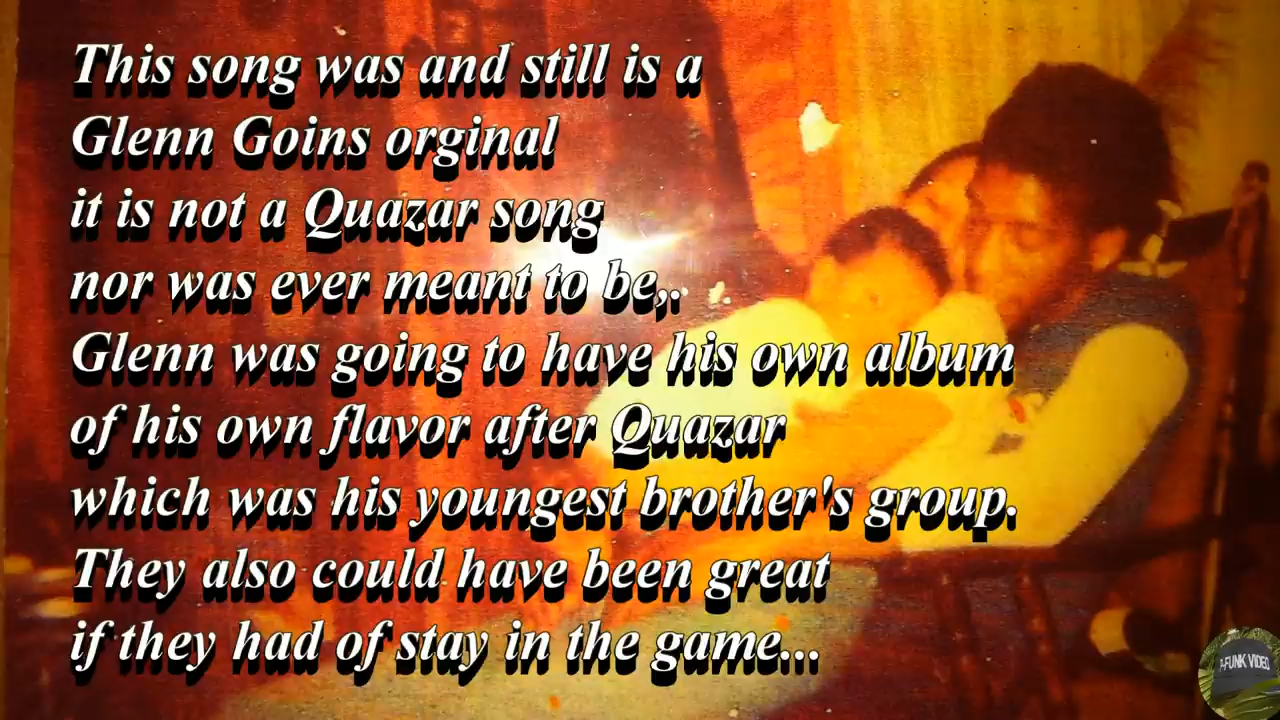 This song was and still is a
Glenn Goins orginal
it is not a Quazar song
nor was ever meant to be,.
Glenn was going to have his own album
of his own flavor after Quazar
which was his youngest brother's group.
They also could have been great
if they had of stay in the game...
P-FUNK VIDEO